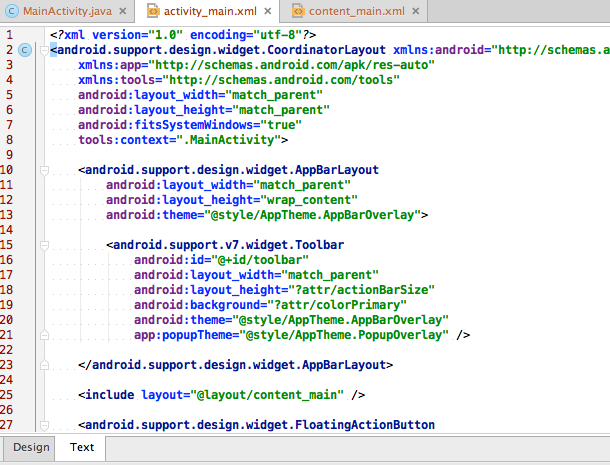 MainActivity.java × activity_main.xml × content_main.xml ×
1 <?xml version="1.0" encoding="utf-8"?>
2 C <android.support.design.widget.CoordinatorLayout xmlns:android="http://schemas.a
3 xmlns:app="http://schemas.android.com/apk/res-auto"
4 xmlns:tools="http://schemas.android.com/tools"
5 android:layout_width="match_parent"
6 android:layout_height="match_parent"
7 android:fitsSystemWindows="true"
8 tools:context=".MainActivity">
9
10 <android.support.design.widget.AppBarLayout
11 android:layout_width="match_parent"
12 android:layout_height="wrap_content"
13 android:theme="@style/AppTheme.AppBarOverlay">
14
15 <android.support.v7.widget.Toolbar
16 android:id="@+id/toolbar"
17 android:layout_width="match_parent"
18 android:layout_height="?attr/actionBarSize"
19 android:background="?attr/colorPrimary"
20 android:theme="@style/AppTheme.AppBarOverlay"
21 app:popupTheme="@style/AppTheme.PopupOverlay" />
22
23 </android.support.design.widget.AppBarLayout>
24
25 <include layout="@layout/content_main" />
26
27 <android.support.design.widget.FloatingActionButton
Design Text